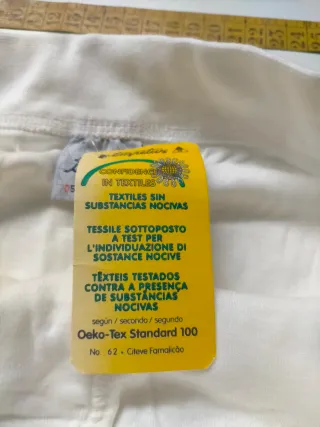 CONFIDENCE
IN TEXTILES
TEXTILES SIN
SUBSTANCIAS NOCIVAS
TESSILE SOTTOPOSTO
A TEST PER
L'INDIVIDUAZIONE DI
SOSTANCE NOCIVE
TÊXTEIS TESTADOS
CONTRA A PRESENÇA
DE SUBSTÂNCIAS
NOCIVAS
según / secondo / segundo
Oeko-Tex Standard 100
No 62 • Citeve Famalicão